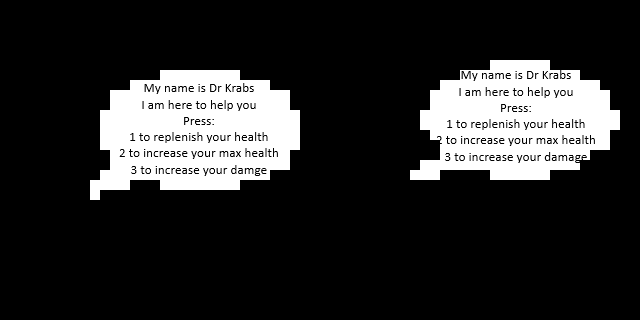 My name is Dr Krabs
I am here to help you
Press:
1 to replenish your health
2 to increase your max health
3 to increase your damge
My name is Dr Krabs
I am here to help you
Press:
1 to replenish your health
2 to increase your max health
3 to increase your damage